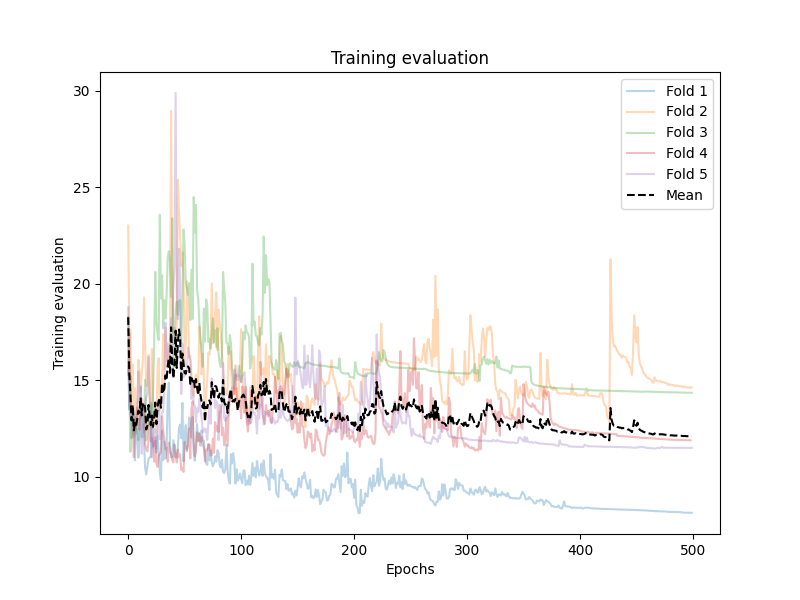 Training evaluation
30
25
20
15
10
Training evaluation
0
100
200
300
400
500
Epochs
Fold 1
Fold 2
Fold 3
Fold 4
Fold 5
Mean